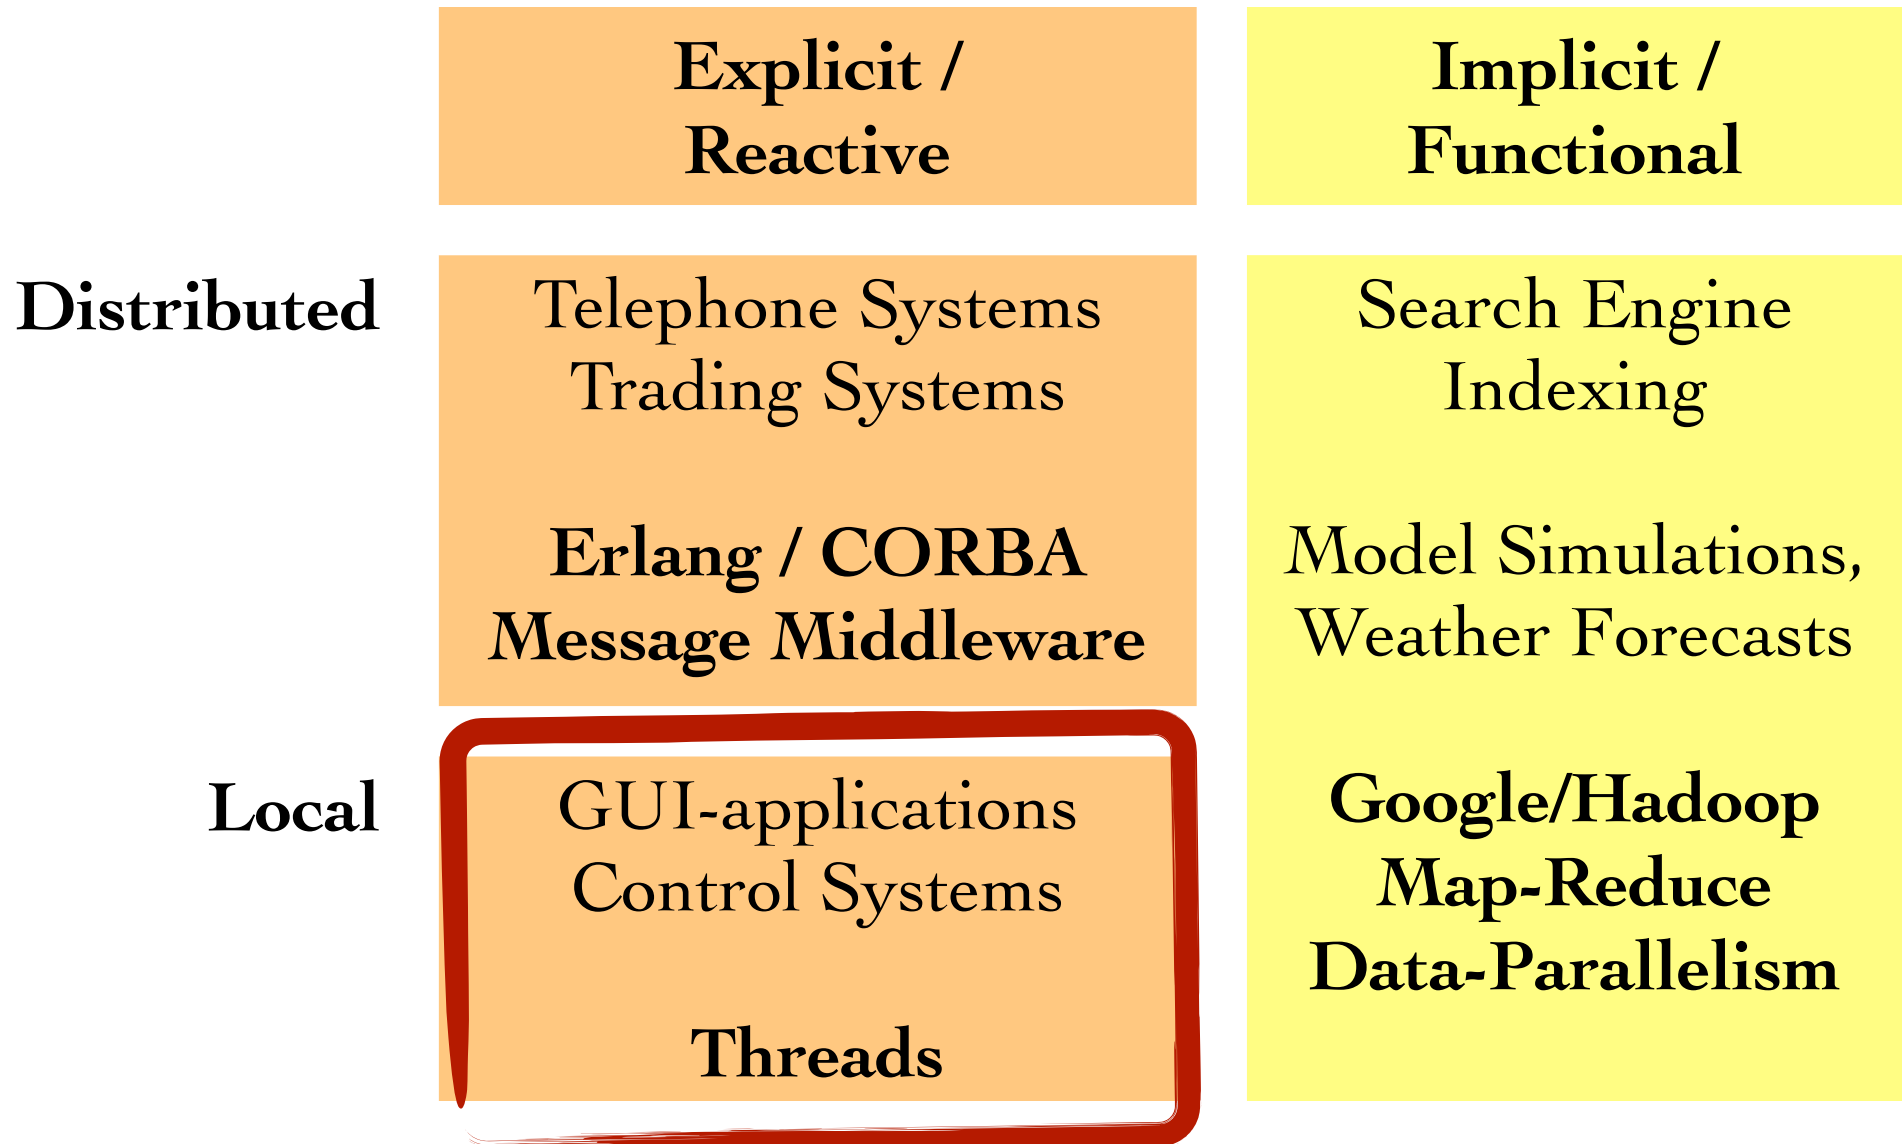 Explicit /
Reactive
Implicit /
Functional
Distributed
Telephone Systems
Trading Systems
Erlang / CORBA
Message Middleware
Search Engine
Indexing
Model Simulations,
Weather Forecasts
Google/Hadoop
Map-Reduce
Data-Parallelism
Local
GUI-applications
Control Systems
Threads